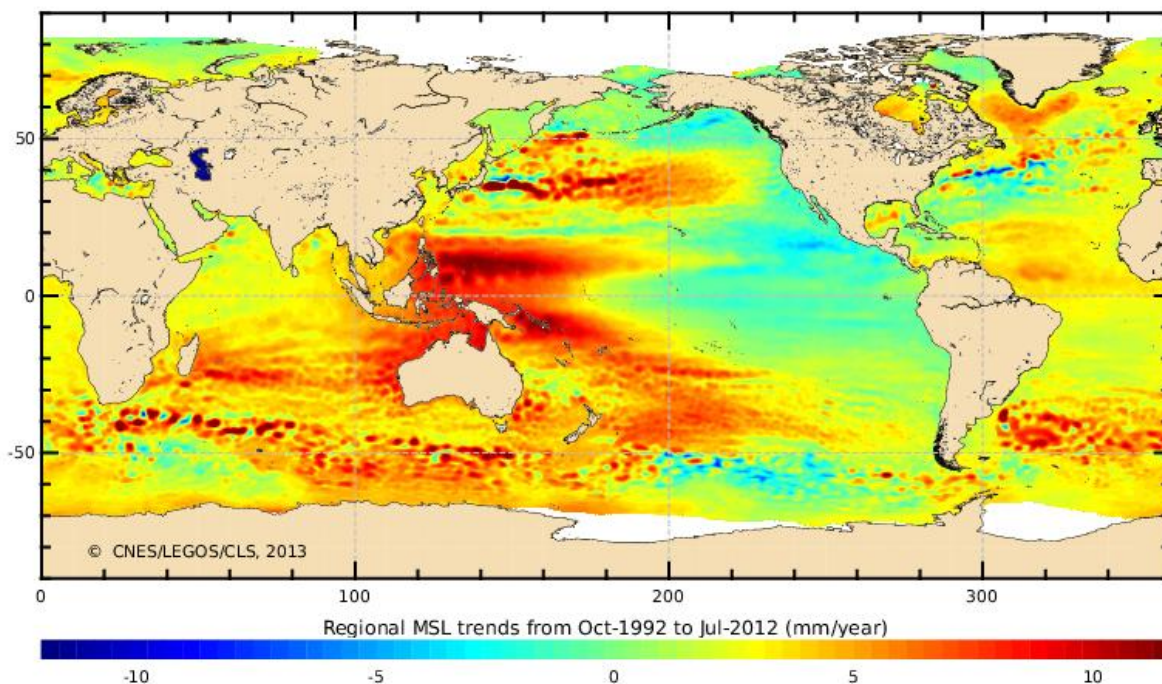 50
0
-50
© CNES/LEGOS/CLS, 2013
0 100 200 300
Regional MSL trends from Oct-1992 to Jul-2012 (mm/year)
-10 -5 0 5 10